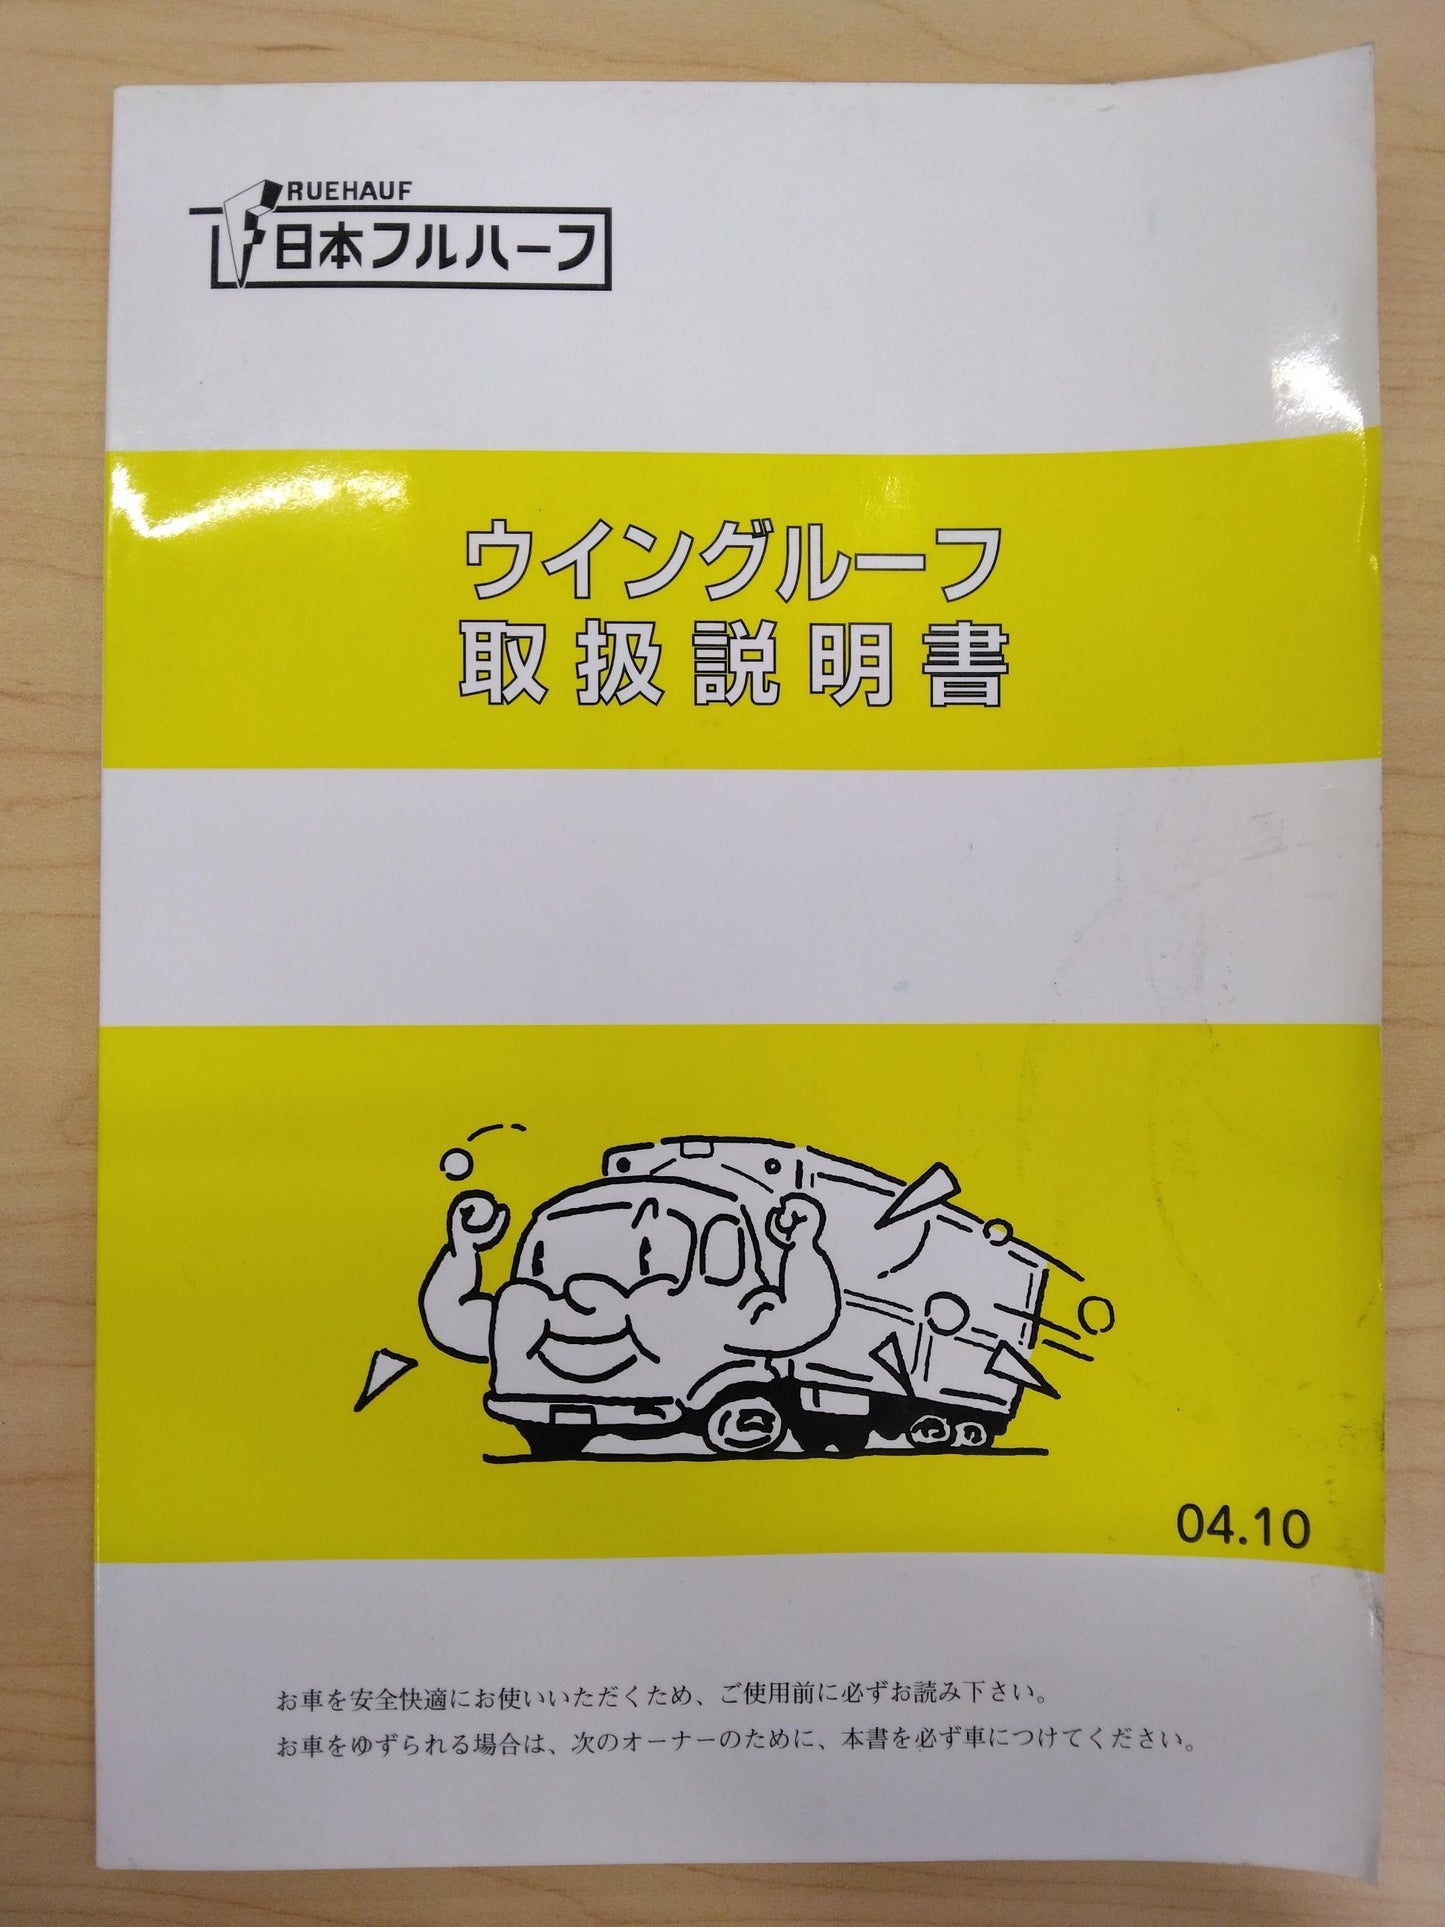 FRUEHAUF
日本フルハーフ
ウイングルーフ
取扱説明書
04.10
お車を安全快適にお使いいただくため、ご使用前に必ずお読み下さい。
お車をゆずられる場合は、次のオーナーのために、本書を必ず車につけてください。